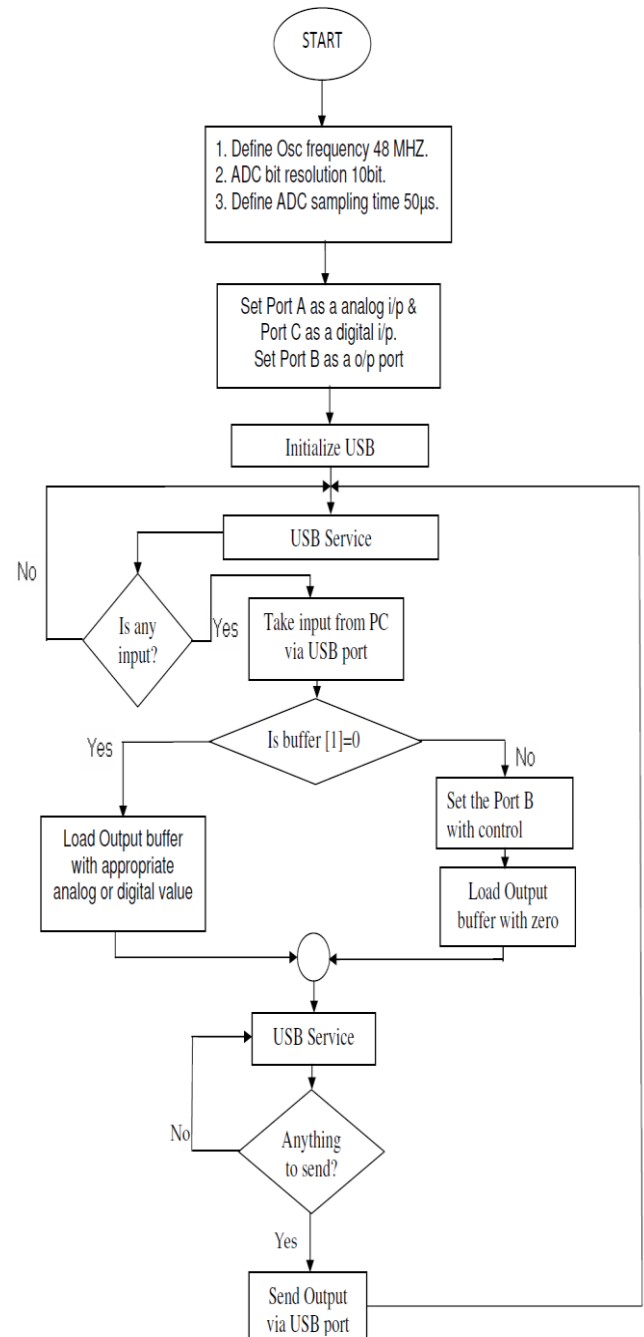 START
1. Define Osc frequency 48 MHZ.
2. ADC bit resolution 10bit.
3. Define ADC sampling time 50µs.
Set Port A as a analog i/p &
Port C as a digital i/p.
Set Port B as a o/p port
Initialize USB
USB Service
No
Is any
input?
Yes
Take input from PC
via USB port
Is buffer [1]=0
Yes
No
Load Output buffer
with appropriate
analog or digital value
Set the Port B
with control
Load Output
buffer with zero
USB Service
No
Anything
to send?
Yes
Send Output
via USB port